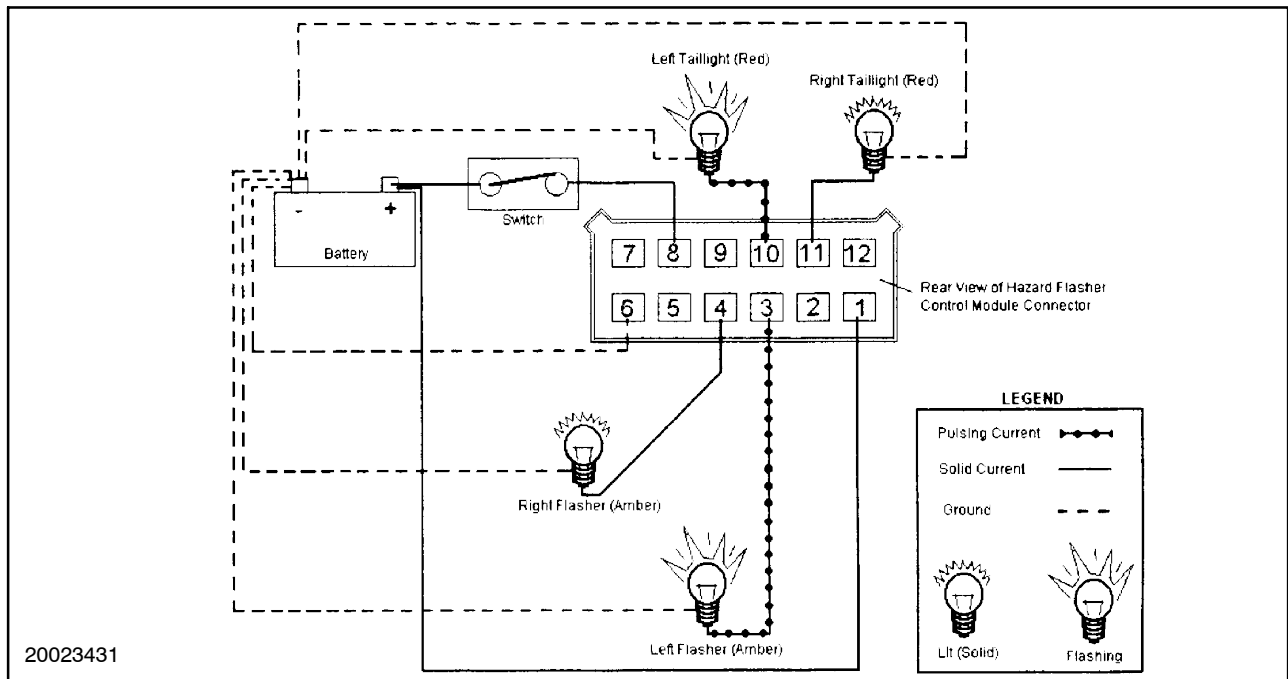 Left Taillight (Red)
Right Taillight (Red)
- +
Battery
Switch
7 8 9 10 11 12
6 5 4 3 2 1
Rear View of Hazard Flasher
Control Module Connector
Right Flasher (Amber)
Left Flasher (Amber)
LEGEND
Pulsing Current
Solid Current
Ground
Lit (Solid)
Flashing
20023431